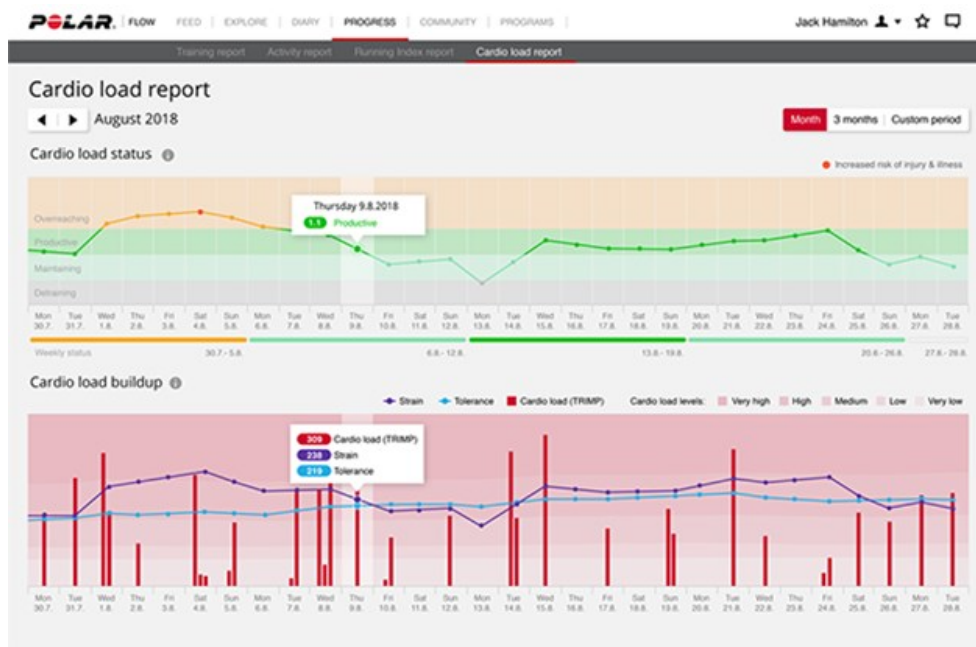 POLAR. FLOW FEED EXPLORE DIARY PROGRESS COMMUNITY PROGRAMS Jack Hamilton
Training report Activity report Running Index report Cardio load report
Cardio load report
August 2018
Month 3 months Custom period
Cardio load status
Increased risk of injury & illness
Thursday 9.8.2018
1.1 Productive
Overreaching
Productive
Maintaining
Detraining
Mon Tue Wed Thu Fri Sat Sun Mon Tue Wed Thu Fri Sat Sun Mon Tue Wed Thu Fri Sat Sun Mon Tue Wed Thu Fri Sat Sun Mon Tue
30.7. 31.7. 1.8. 2.8. 3.8. 4.8. 5.8. 6.8. 7.8. 8.8. 9.8. 10.8. 11.8. 12.8. 13.8. 14.8. 15.8. 16.8. 17.8. 18.8. 19.8. 20.8. 21.8. 22.8. 23.8. 24.8. 25.8. 26.8. 27.8. 28.8.
Weekly status 30.7.- 5.8. 6.8.- 12.8. 13.8.- 19.8. 20.8.- 26.8. 27.8.- 28.8.
Cardio load buildup
Strain Tolerance Cardio load (TRIMP) Cardio load levels: Very high High Medium Low Very low
309 Cardio load (TRIMP)
238 Strain
219 Tolerance
Mon Tue Wed Thu Fri Sat Sun Mon Tue Wed Thu Fri Sat Sun Mon Tue Wed Thu Fri Sat Sun Mon Tue Wed Thu Fri Sat Sun Mon Tue
30.7. 31.7. 1.8. 2.8. 3.8. 4.8. 5.8. 6.8. 7.8. 8.8. 9.8. 10.8. 11.8. 12.8. 13.8. 14.8. 15.8. 16.8. 17.8. 18.8. 19.8. 20.8. 21.8. 22.8. 23.8. 24.8. 25.8. 26.8. 27.8. 28.8.